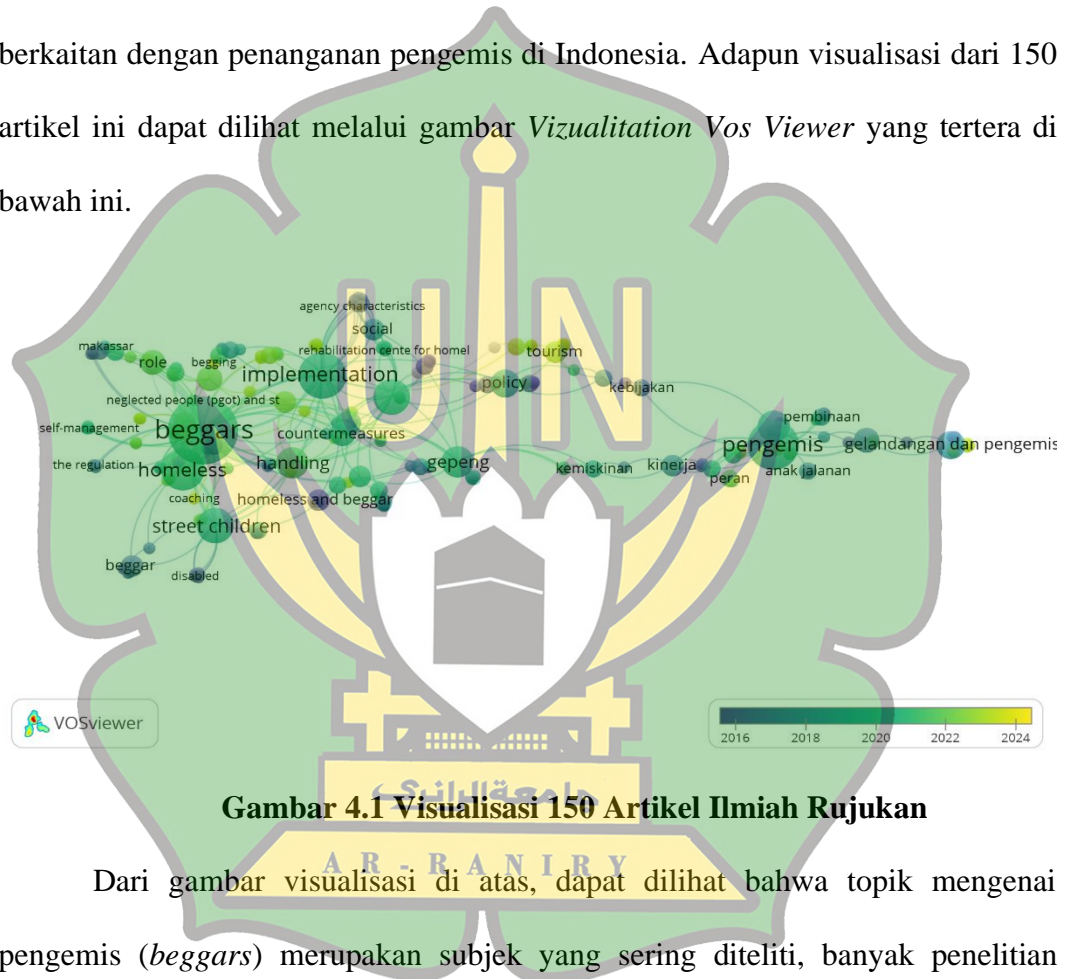 berkaitan dengan penanganan pengemis di Indonesia. Adapun visualisasi dari 150
artikel ini dapat dilihat melalui gambar Vizualitation Vos Viewer yang tertera di
bawah ini.
UIN
agency characteristics
social
makassar
role
begging
rehabilitation cente for homel
implementation
tourism
policy
kebijakan
neglected people (pgot) and st
self-management
beggars
countermeasures
pembinaan
pengemis
gelandangan dan pengemis
the regulation
homeless
handling
gepeng
kemiskinan
kinerja
peran
anak jalanan
coaching
homeless and beggar
street children
beggar
disabled
VOSviewer
2016 2018 2020 2022 2024
جامعةالرانري
Gambar 4.1 Visualisasi 150 Artikel Ilmiah Rujukan
AR-RANIRY
Dari gambar visualisasi di atas, dapat dilihat bahwa topik mengenai
pengemis (beggars) merupakan subjek yang sering diteliti, banyak penelitian